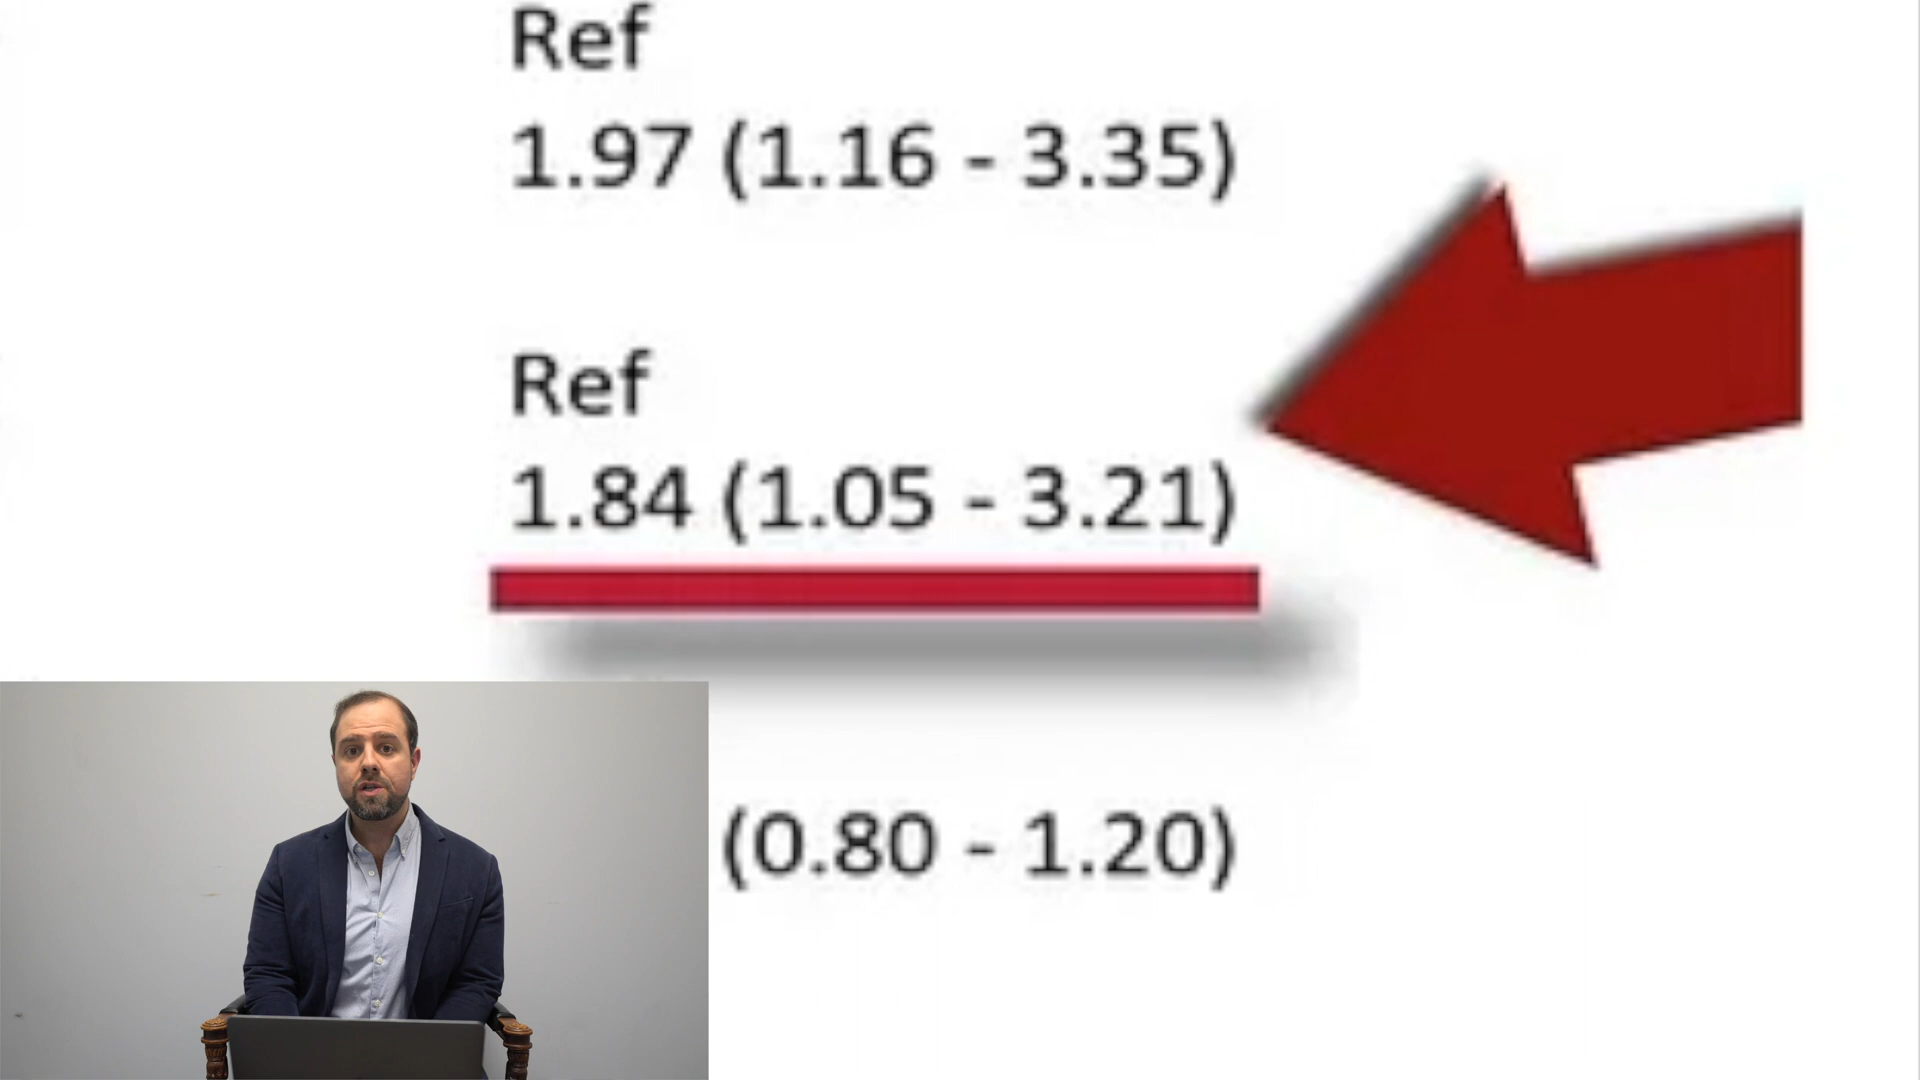 Ref
1.97 (1.16 - 3.35)
Ref
1.84 (1.05 - 3.21)
(0.80 - 1.20)